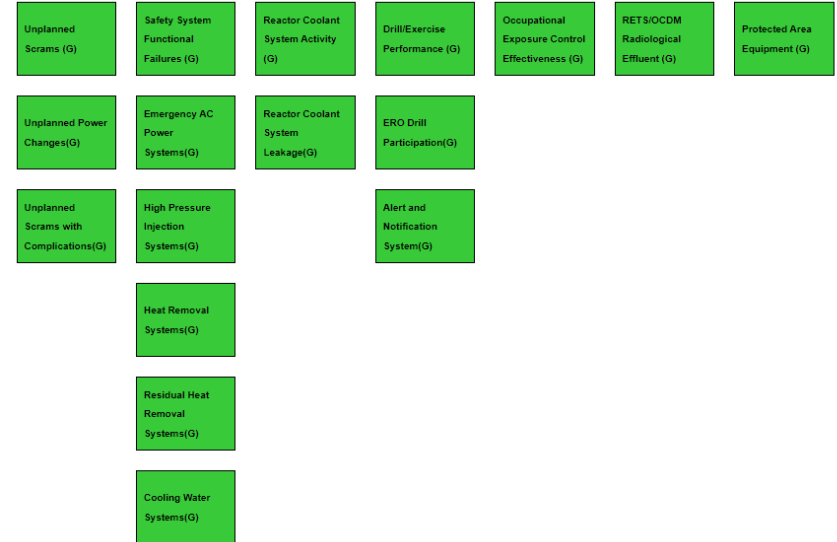 Unplanned
Scrams (G)
Safety System
Functional
Failures (G)
Reactor Coolant
System Activity
(G)
Drill/Exercise
Performance (G)
Occupational
Exposure Control
Effectiveness (G)
RETS/OCDM
Radiological
Effluent (G)
Protected Area
Equipment (G)
Unplanned Power
Changes(G)
Emergency AC
Power
Systems(G)
Reactor Coolant
System
Leakage(G)
ERO Drill
Participation(G)
Unplanned
Scrams with
Complications(G)
High Pressure
Injection
Systems(G)
Alert and
Notification
System(G)
Heat Removal
Systems(G)
Residual Heat
Removal
Systems(G)
Cooling Water
Systems(G)